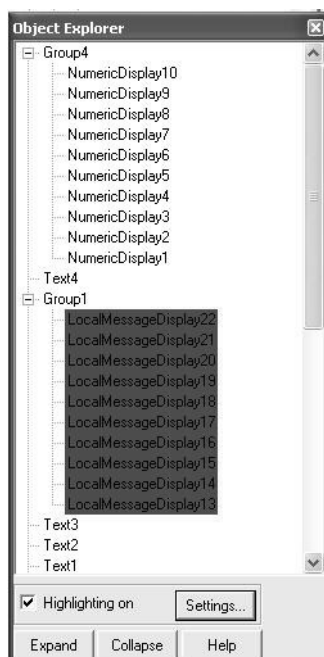 Object Explorer
Group4
NumericDisplay10
NumericDisplay9
NumericDisplay8
NumericDisplay7
NumericDisplay6
NumericDisplay5
NumericDisplay4
NumericDisplay3
NumericDisplay2
NumericDisplay1
Text4
Group1
LocalMessageDisplay22
LocalMessageDisplay21
LocalMessageDisplay20
LocalMessageDisplay19
LocalMessageDisplay18
LocalMessageDisplay17
LocalMessageDisplay16
LocalMessageDisplay15
LocalMessageDisplay14
LocalMessageDisplay13
Text3
Text2
Text1
Highlighting on Settings...
Expand Collapse Help